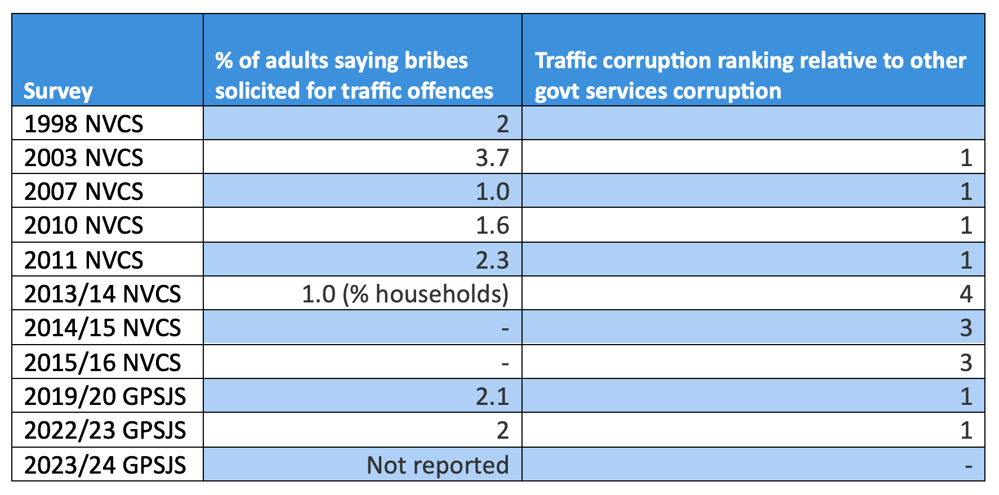 Survey
% of adults saying bribes
solicited for traffic offences
Traffic corruption ranking relative to other
govt services corruption
1998 NVCS 2
2003 NVCS 3.7 1
2007 NVCS 1.0 1
2010 NVCS 1.6 1
2011 NVCS 2.3 1
2013/14 NVCS 1.0 (% households) 4
2014/15 NVCS - 3
2015/16 NVCS - 3
2019/20 GPSJS 2.1 1
2022/23 GPSJS 2 1
2023/24 GPSJS Not reported -